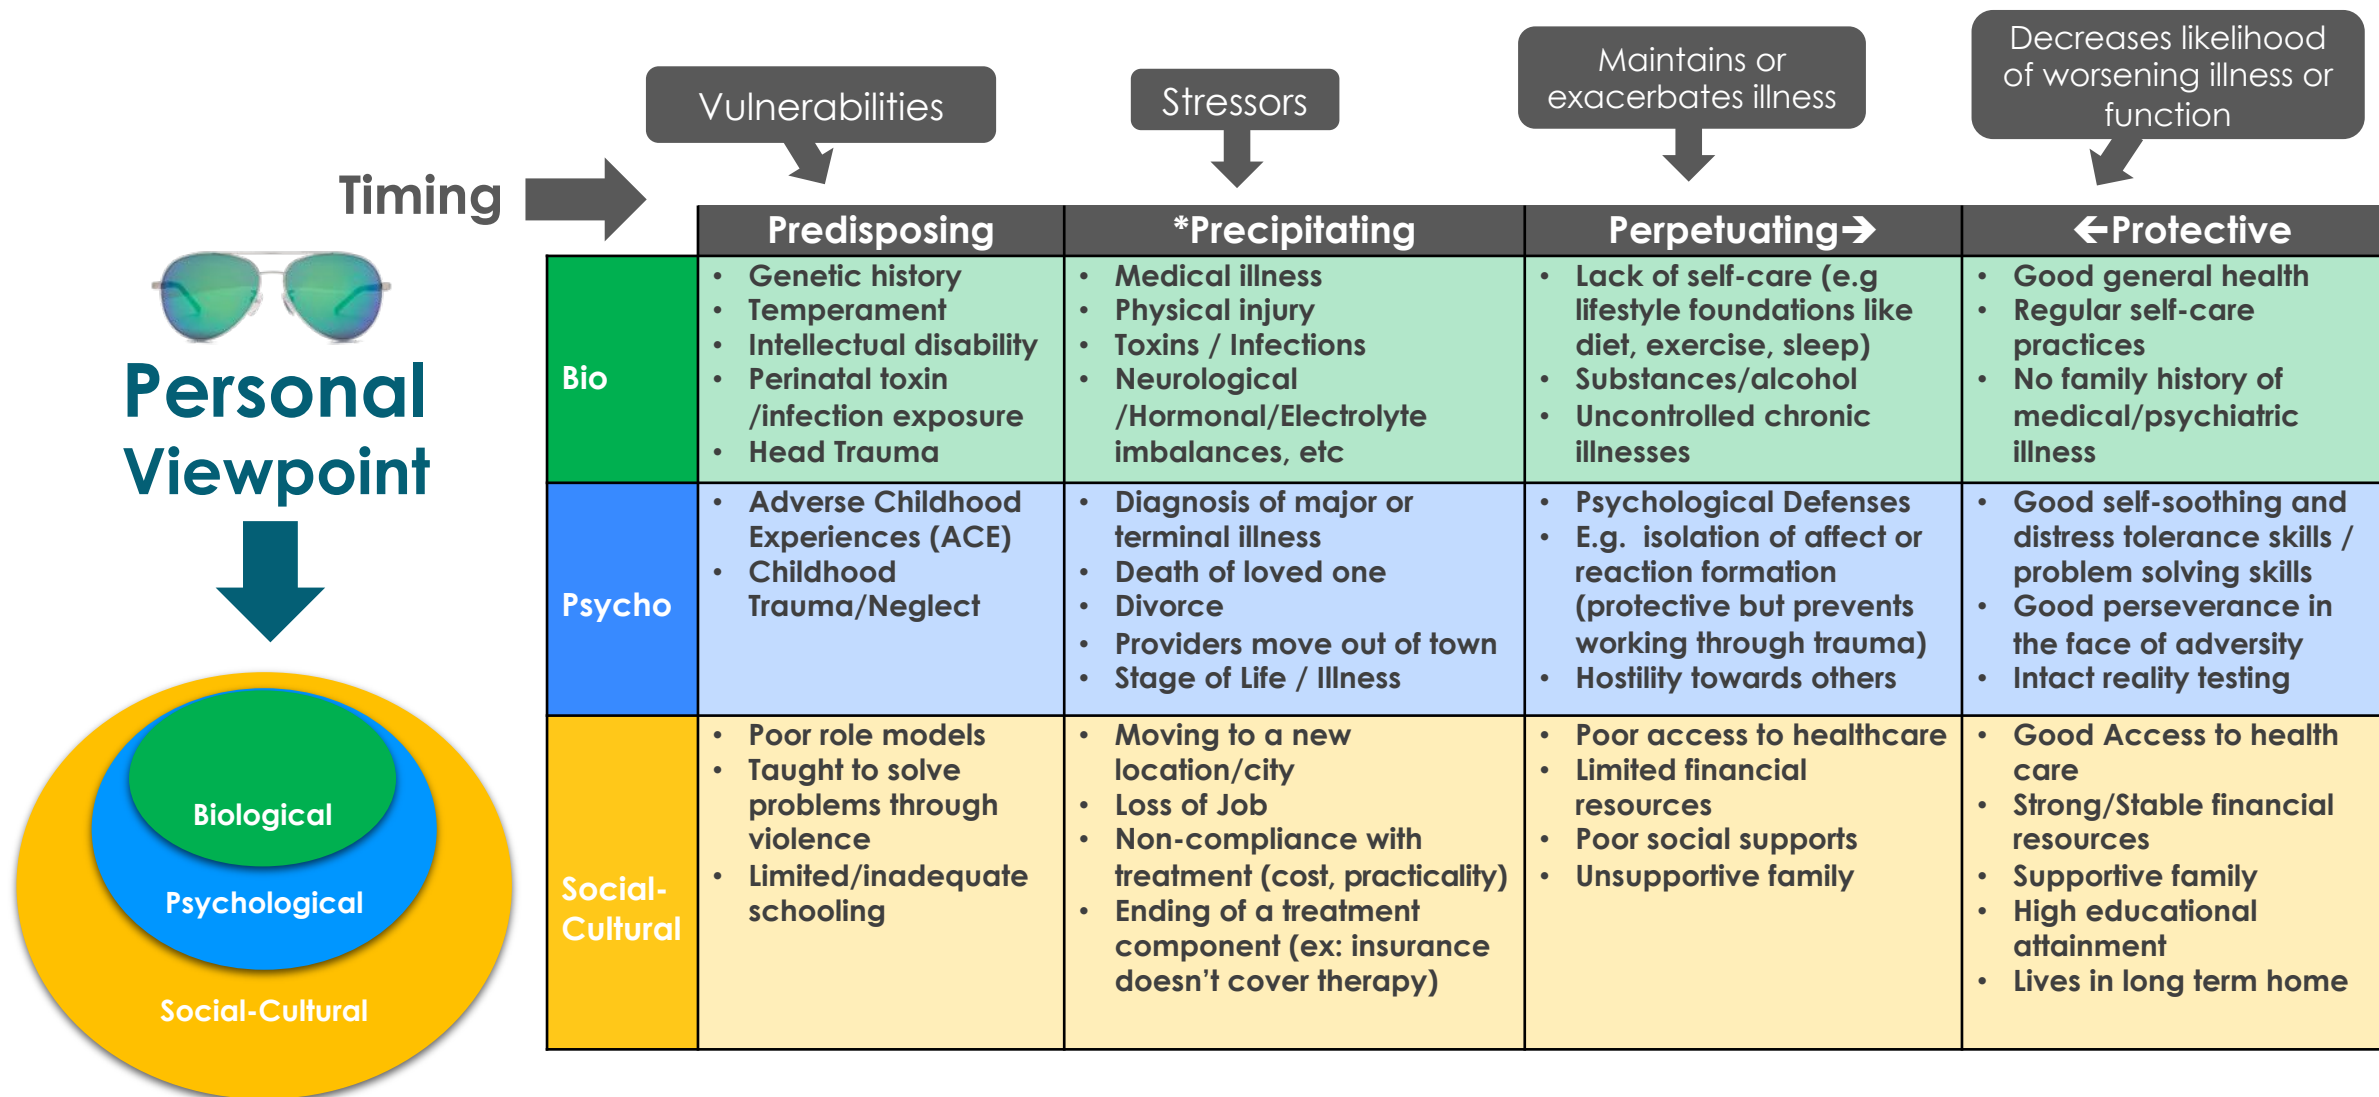 Vulnerabilities
Stressors
Maintains or
exacerbates illness
Decreases likelihood
of worsening illness or
function
Timing
Personal
Viewpoint
Biological
Psychological
Social-Cultural
Predisposing
*Precipitating
Perpetuating→
←Protective
Bio
• Genetic history
• Temperament
• Intellectual disability
• Perinatal toxin
/infection exposure
• Head Trauma
• Medical illness
• Physical injury
• Toxins / Infections
• Neurological
/Hormonal/Electrolyte
imbalances, etc
• Lack of self-care (e.g
lifestyle foundations like
diet, exercise, sleep)
• Substances/alcohol
• Uncontrolled chronic
illnesses
• Good general health
• Regular self-care
practices
• No family history of
medical/psychiatric
illness
Psycho
• Adverse Childhood
Experiences (ACE)
• Childhood
Trauma/Neglect
• Diagnosis of major or
terminal illness
• Death of loved one
• Divorce
• Providers move out of town
• Stage of Life / Illness
• Psychological Defenses
• E.g. isolation of affect or
reaction formation
(protective but prevents
working through trauma)
• Hostility towards others
• Good self-soothing and
distress tolerance skills /
problem solving skills
• Good perseverance in
the face of adversity
• Intact reality testing
Social-
Cultural
• Poor role models
• Taught to solve
problems through
violence
• Limited/inadequate
schooling
• Moving to a new
location/city
• Loss of Job
• Non-compliance with
treatment (cost, practicality)
• Ending of a treatment
component (ex: insurance
doesn't cover therapy)
• Poor access to healthcare
• Limited financial
resources
• Poor social supports
• Unsupportive family
• Good Access to health
care
• Strong/Stable financial
resources
• Supportive family
• High educational
attainment
• Lives in long term home